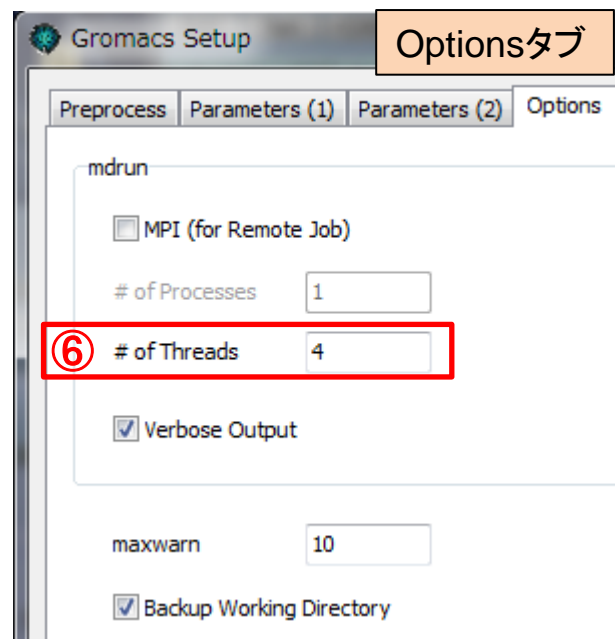 Gromacs Setup
Optionsタブ
Preprocess
Parameters (1)
Parameters (2)
Options
mdrun
MPI (for Remote Job)
# of Processes 1
⑥ # of Threads 4
Verbose Output
maxwarn 10
Backup Working Directory